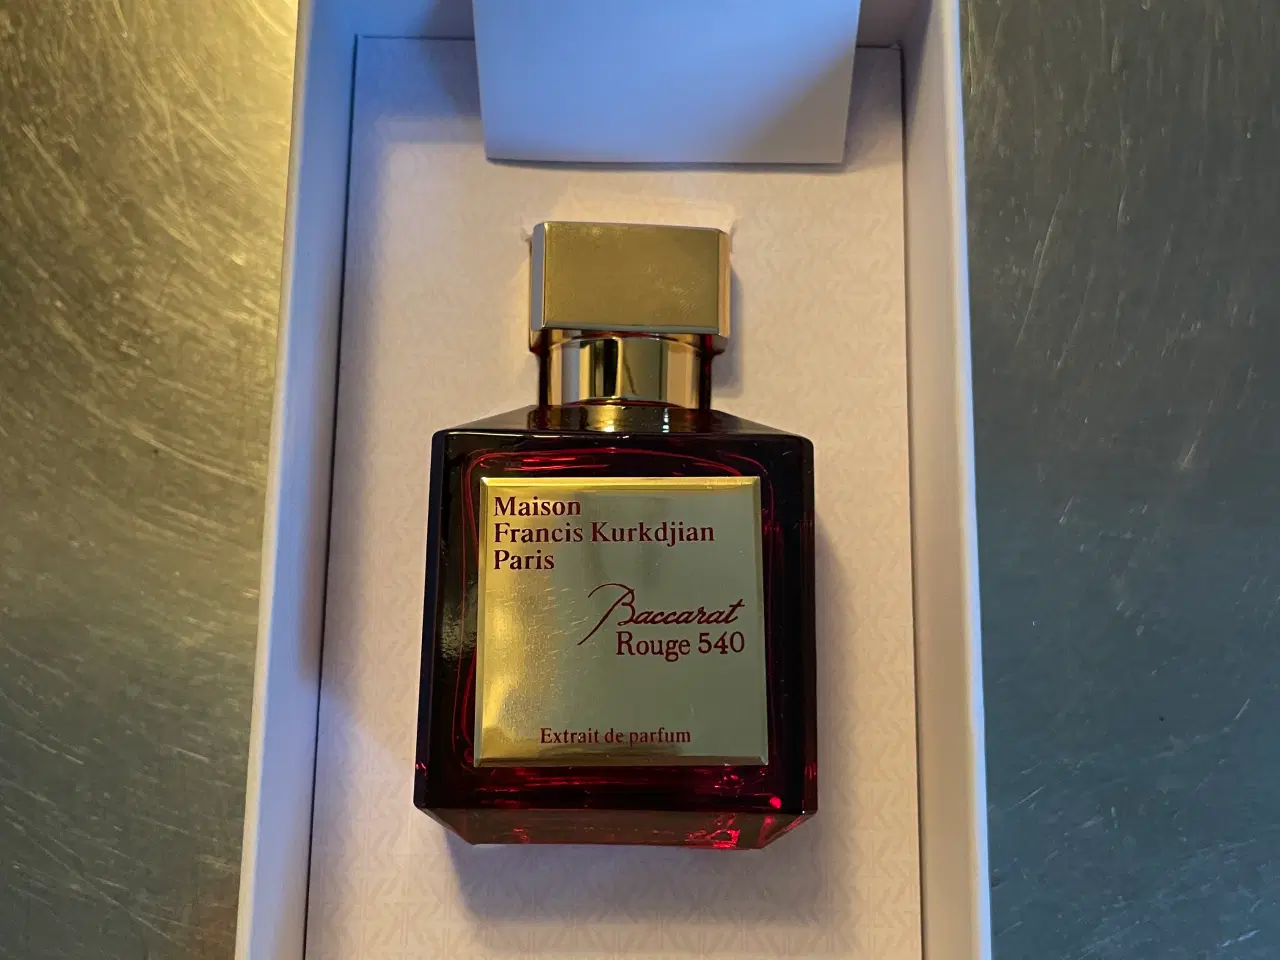 Maison
Francis Kurkdjian
Paris
Baccarat
Rouge 540
Extrait de parfum